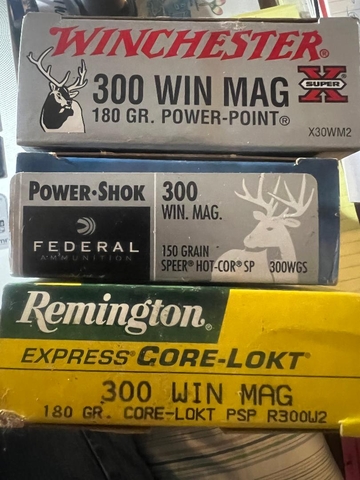 WINCHESTER®
300 WIN MAG
SUPER X®
180 GR. POWER-POINT®
X30WM2
POWER•SHOK
300
WIN. MAG.
FEDERAL
AMMUNITION
150 GRAIN
SPEER® HOT-COR® SP 300WGS
Remington®
EXPRESS® CORE-LOKT®
300 WIN MAG
180 GR. CORE-LOKT PSP R300W2